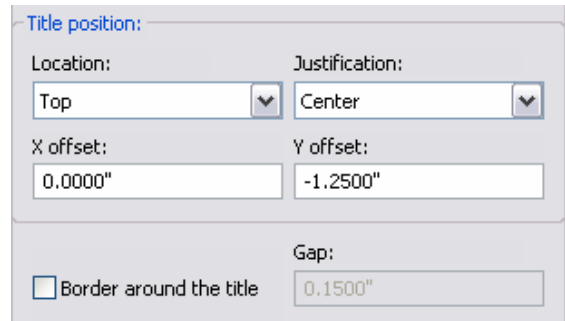 Title position:
Location: Justification:
Top Center
X offset: Y offset:
0.0000" -1.2500"
Gap:
Border around the title 0.1500"